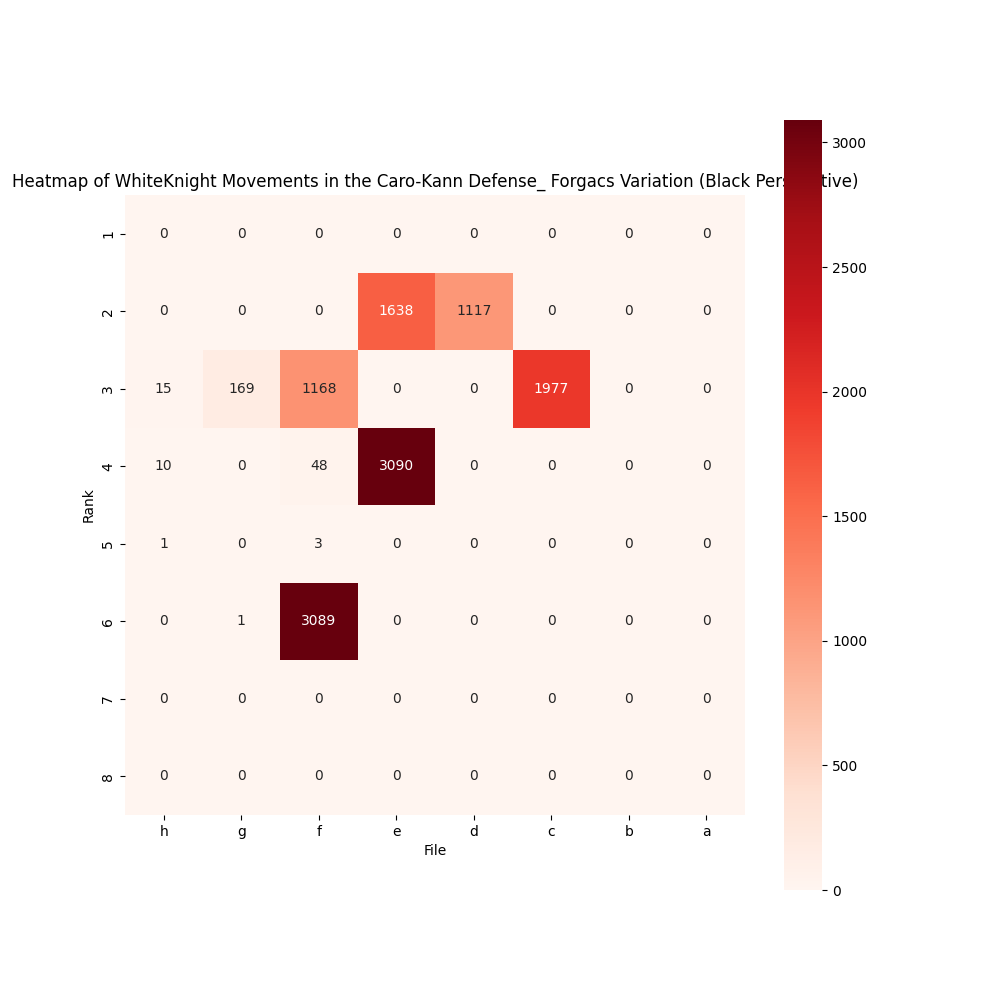 Heatmap of WhiteKnight Movements in the Caro-Kann Defense_ Forgacs Variation (Black Pers tive)
3000
2500
2000
1500
1000
500
0
Rank
1 0 0 0 0 0 0 0 0
2 0 0 0 1638 1117 0 0 0
3 15 169 1168 0 0 1977 0 0
4 10 0 48 3090 0 0 0 0
5 1 0 3 0 0 0 0 0
6 0 1 3089 0 0 0 0 0
7 0 0 0 0 0 0 0 0
8 0 0 0 0 0 0 0 0
h g f e d c b a
File